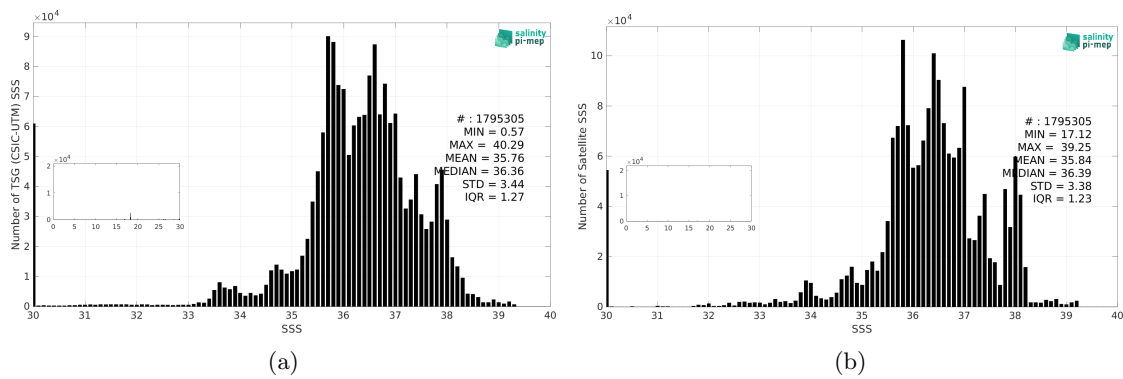 ×10⁴
9
8
7
6
5
4
3
2
1
0
Number of TSG (CSIC-UTM) SSS
30 31 32 33 34 35 36 37 38 39 40
SSS
salinity
pi-mep
# : 1795305
MIN = 0.57
MAX = 40.29
MEAN = 35.76
MEDIAN = 36.36
STD = 3.44
IQR = 1.27
×10⁴
2
1
0
0 5 10 15 20 25 30
(a)
×10⁴
10
8
6
4
2
0
Number of Satellite SSS
30 31 32 33 34 35 36 37 38 39 40
SSS
salinity
pi-mep
# : 1795305
MIN = 17.12
MAX = 39.25
MEAN = 35.84
MEDIAN = 36.39
STD = 3.38
IQR = 1.23
×10⁴
2
1
0
0 5 10 15 20 25 30
(b)